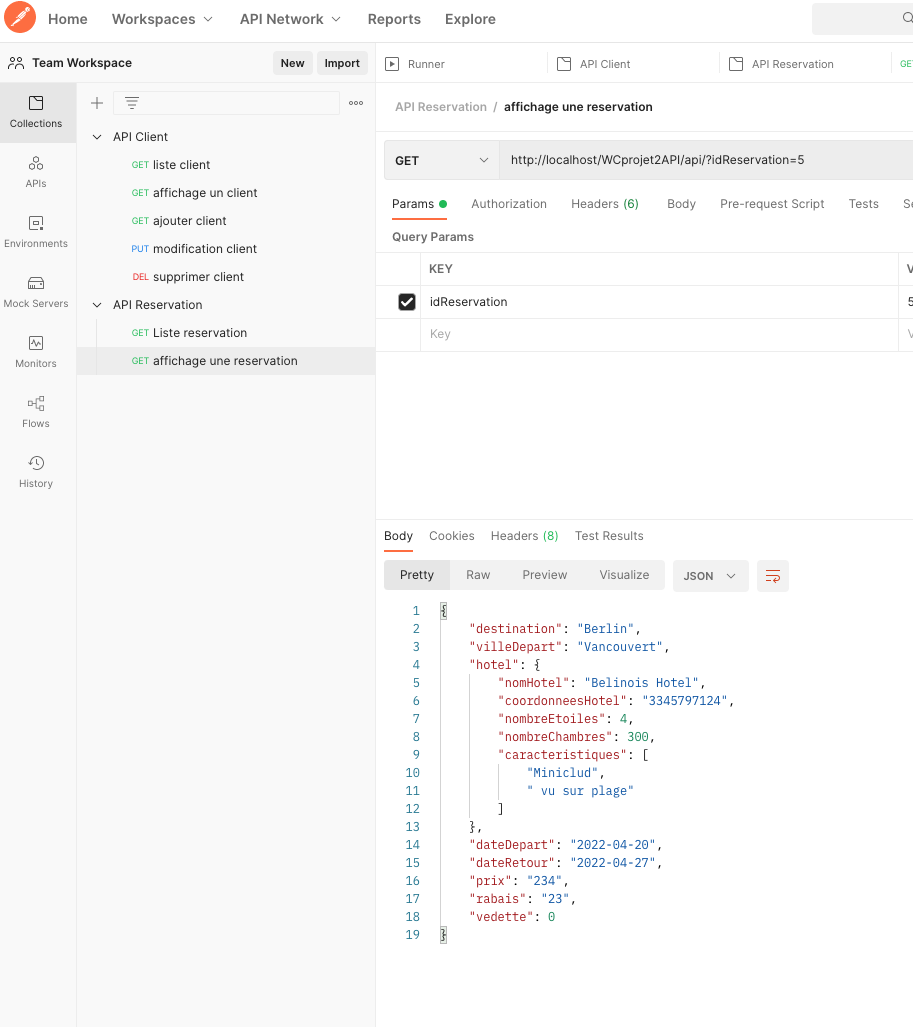 Home Workspaces API Network Reports Explore
Team Workspace New Import
Runner API Client API Reservation GET
Collections
APIs
Environments
Mock Servers
Monitors
Flows
History
API Client
GET liste client
GET affichage un client
GET ajouter client
PUT modification client
DEL supprimer client
API Reservation
GET Liste reservation
GET affichage une reservation
API Reservation / affichage une reservation
GET http://localhost/WCprojet2API/api/?idReservation=5
Params Authorization Headers (6) Body Pre-request Script Tests
Query Params
KEY
idReservation 5
Key
Body Cookies Headers (8) Test Results
Pretty Raw Preview Visualize JSON
1 {
2 "destination": "Berlin",
3 "villeDepart": "Vancouvert",
4 "hotel": {
5 "nomHotel": "Belinois Hotel",
6 "coordonneesHotel": "3345797124",
7 "nombreEtoiles": 4,
8 "nombreChambres": 300,
9 "caracteristiques": [
10 "Miniclud",
11 " vu sur plage"
12 ]
13 },
14 "dateDepart": "2022-04-20",
15 "dateRetour": "2022-04-27",
16 "prix": "234",
17 "rabais": "23",
18 "vedette": 0
19 }